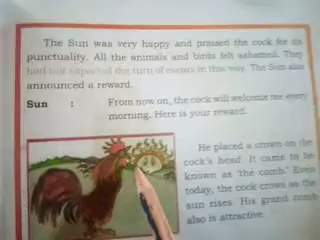 The Sun was very happy and praised the cock for its
punctuality. All the animals and birds felt ashamed. They
had not expected the turn of events in this way. The Sun also
announced a reward.
Sun : From now on, the cock will welcome me every
morning. Here is your reward.
He placed a crown on the
cock's head. It came to be
known as 'the comb.' Even
today, the cock crows as the
sun rises. His grand comb
also is attractive.